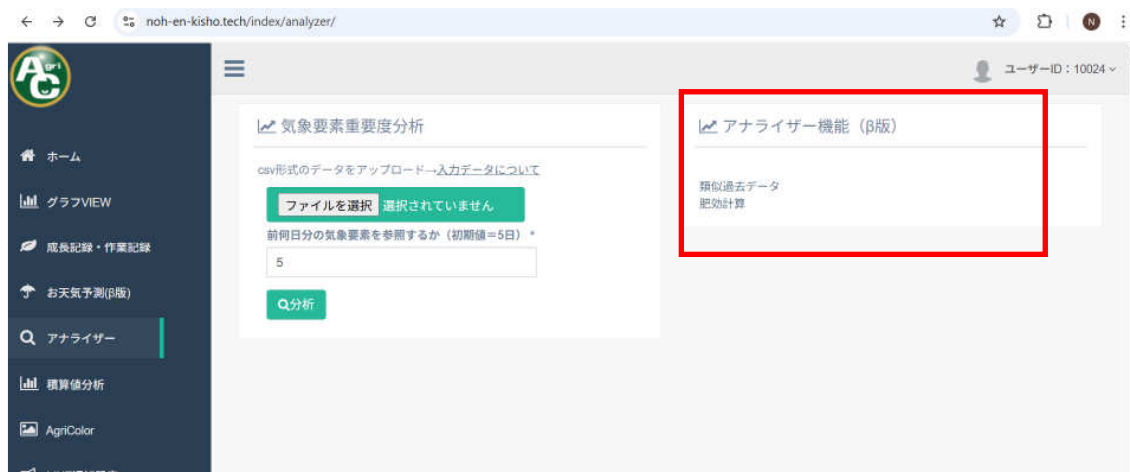 noh-en-kisho.tech/index/analyzer/
N
Agri
AC
ユーザーID:10024
ホーム
グラフVIEW
成長記録・作業記録
お天気予測(β版)
アナライザー
積算値分析
AgriColor
気象要素重要度分析
csv形式のデータをアップロード→入力データについて
ファイルを選択 選択されていません
前何日分の気象要素を参照するか(初期値=5日) *
5
分析
アナライザー機能(β版)
類似過去データ
肥効計算